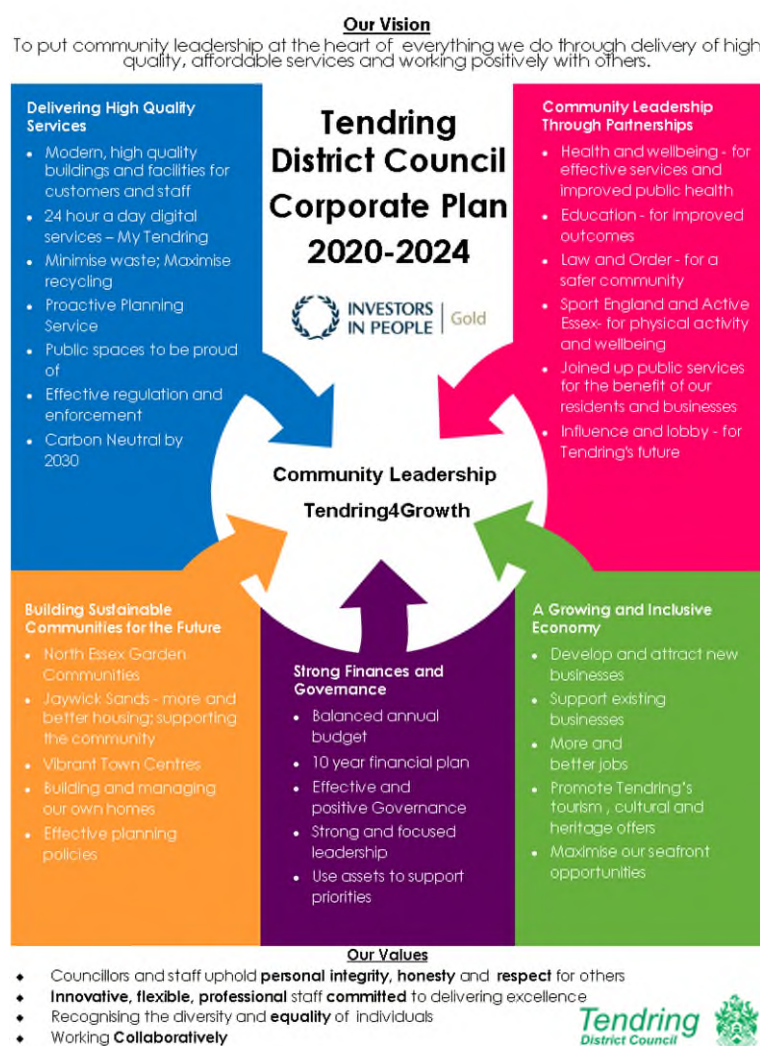 Our Vision
To put community leadership at the heart of everything we do through delivery of high
quality, affordable services and working positively with others.
Delivering High Quality
Services
• Modern, high quality
buildings and facilities for
customers and staff
• 24 hour a day digital
services – My Tendring
• Minimise waste; Maximise
recycling
• Proactive Planning
Service
• Public spaces to be proud
of
• Effective regulation and
enforcement
• Carbon Neutral by
2030
Tendring
District Council
Corporate Plan
2020-2024
INVESTORS
IN PEOPLE | Gold
Community Leadership
Through Partnerships
• Health and wellbeing - for
effective services and
improved public health
• Education - for improved
outcomes
• Law and Order - for a
safer community
• Sport England and Active
Essex- for physical activity
and wellbeing
• Joined up public services
for the benefit of our
residents and businesses
• Influence and lobby - for
Tendring's future
Community Leadership
Tendring4Growth
Building Sustainable
Communities for the Future
• North Essex Garden
Communities
• Jaywick Sands - more and
better housing; supporting
the community
• Vibrant Town Centres
• Building and managing
our own homes
• Effective planning
policies
Strong Finances and
Governance
• Balanced annual
budget
• 10 year financial plan
• Effective and
positive Governance
• Strong and focused
leadership
• Use assets to support
priorities
A Growing and Inclusive
Economy
• Develop and attract new
businesses
• Support existing
businesses
• More and
better jobs
• Promote Tendring's
tourism , cultural and
heritage offers
• Maximise our seafront
opportunities
Our Values
◆ Councillors and staff uphold personal integrity, honesty and respect for others
◆ Innovative, flexible, professional staff committed to delivering excellence
◆ Recognising the diversity and equality of individuals
◆ Working Collaboratively
Tendring
District Council